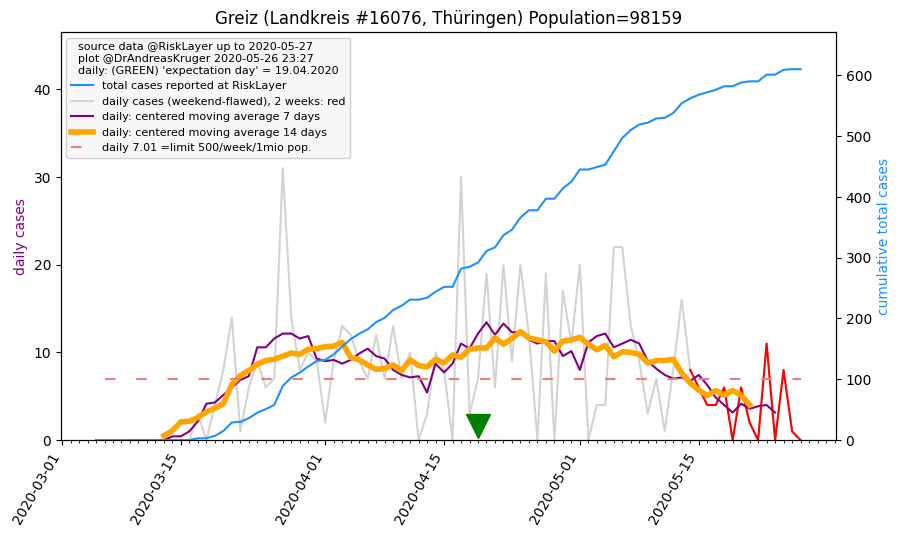 Greiz (Landkreis #16076, Thüringen) Population=98159
source data @RiskLayer up to 2020-05-27
plot @DrAndreasKruger 2020-05-26 23:27
daily: (GREEN) 'expectation day' = 19.04.2020
total cases reported at RiskLayer
daily cases (weekend-flawed), 2 weeks: red
daily: centered moving average 7 days
daily: centered moving average 14 days
daily 7.01 =limit 500/week/1mio pop.
daily cases
40
30
20
10
0
cumulative total cases
600
500
400
300
200
100
0
2020-03-01
2020-03-15
2020-04-01
2020-04-15
2020-05-01
2020-05-15